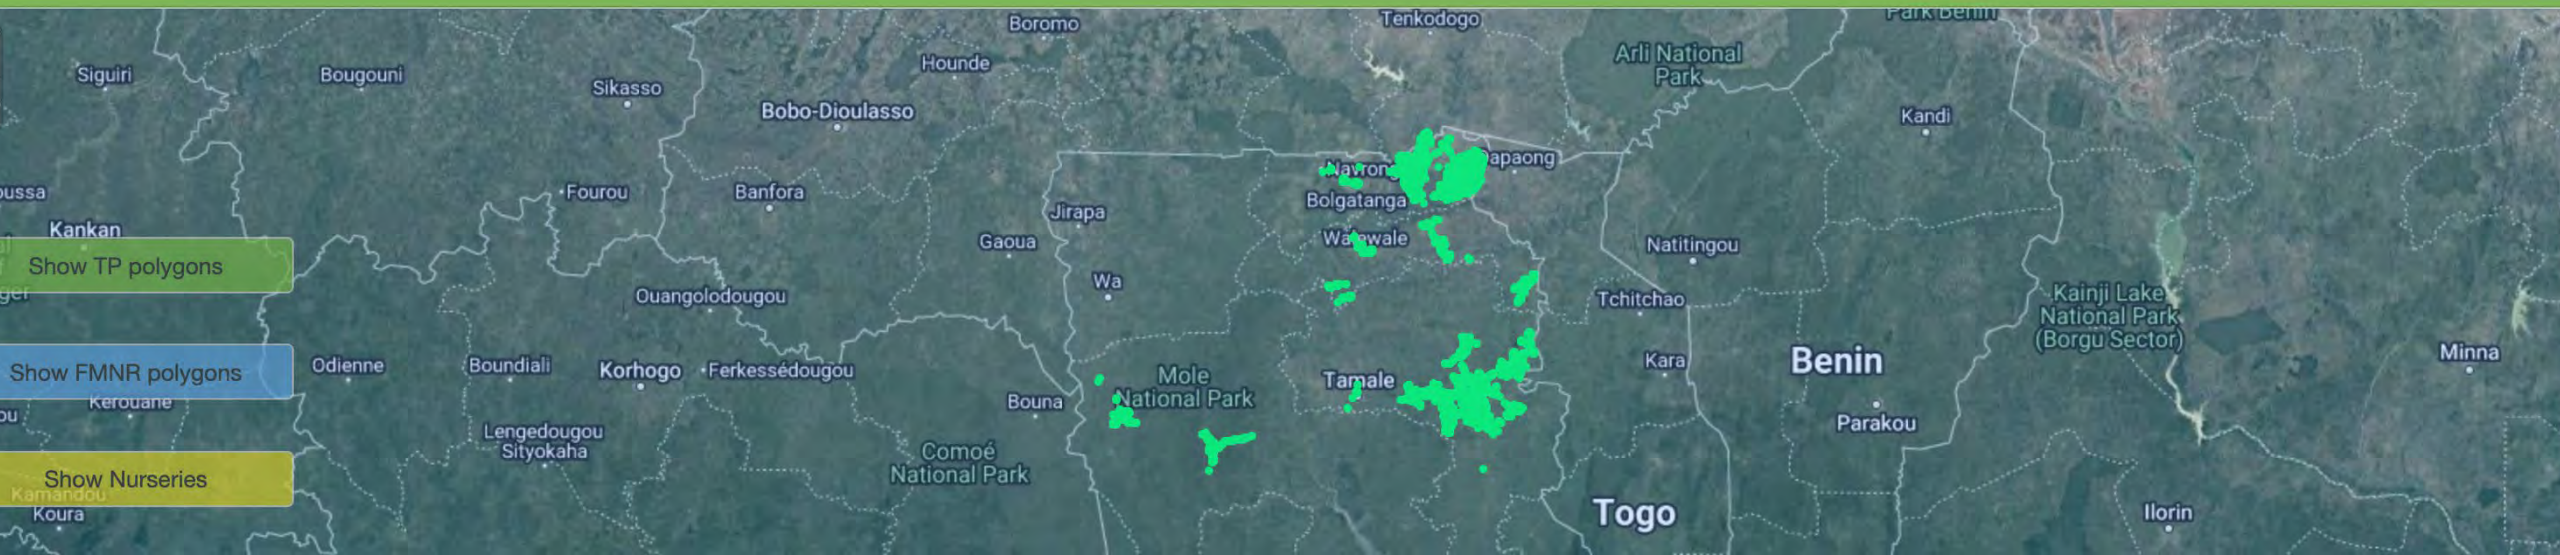 Boromo
Tenkodogo
Park Benin
Siguiri
Bougouni
Sikasso
Hounde
Bobo-Dioulasso
Arli National
Park
Kandi
Navrong
Dapaong
Fourou
Banfora
Jirapa
Bolgatanga
Kankan
Gaoua
Walewale
Natitingou
Show TP polygons
Wa
Ouangolodougou
Tchitchao
Kainji Lake
National Park
(Borgu Sector)
Show FMNR polygons
Odienne
Boundiali
Korhogo
Ferkessédougou
Mole
National Park
Tamale
Kara
Benin
Minna
Kerouane
Bouna
Parakou
Lengedougou
Sityokaha
Comoé
National Park
Show Nurseries
Kamandou
Koura
Togo
Ilorin